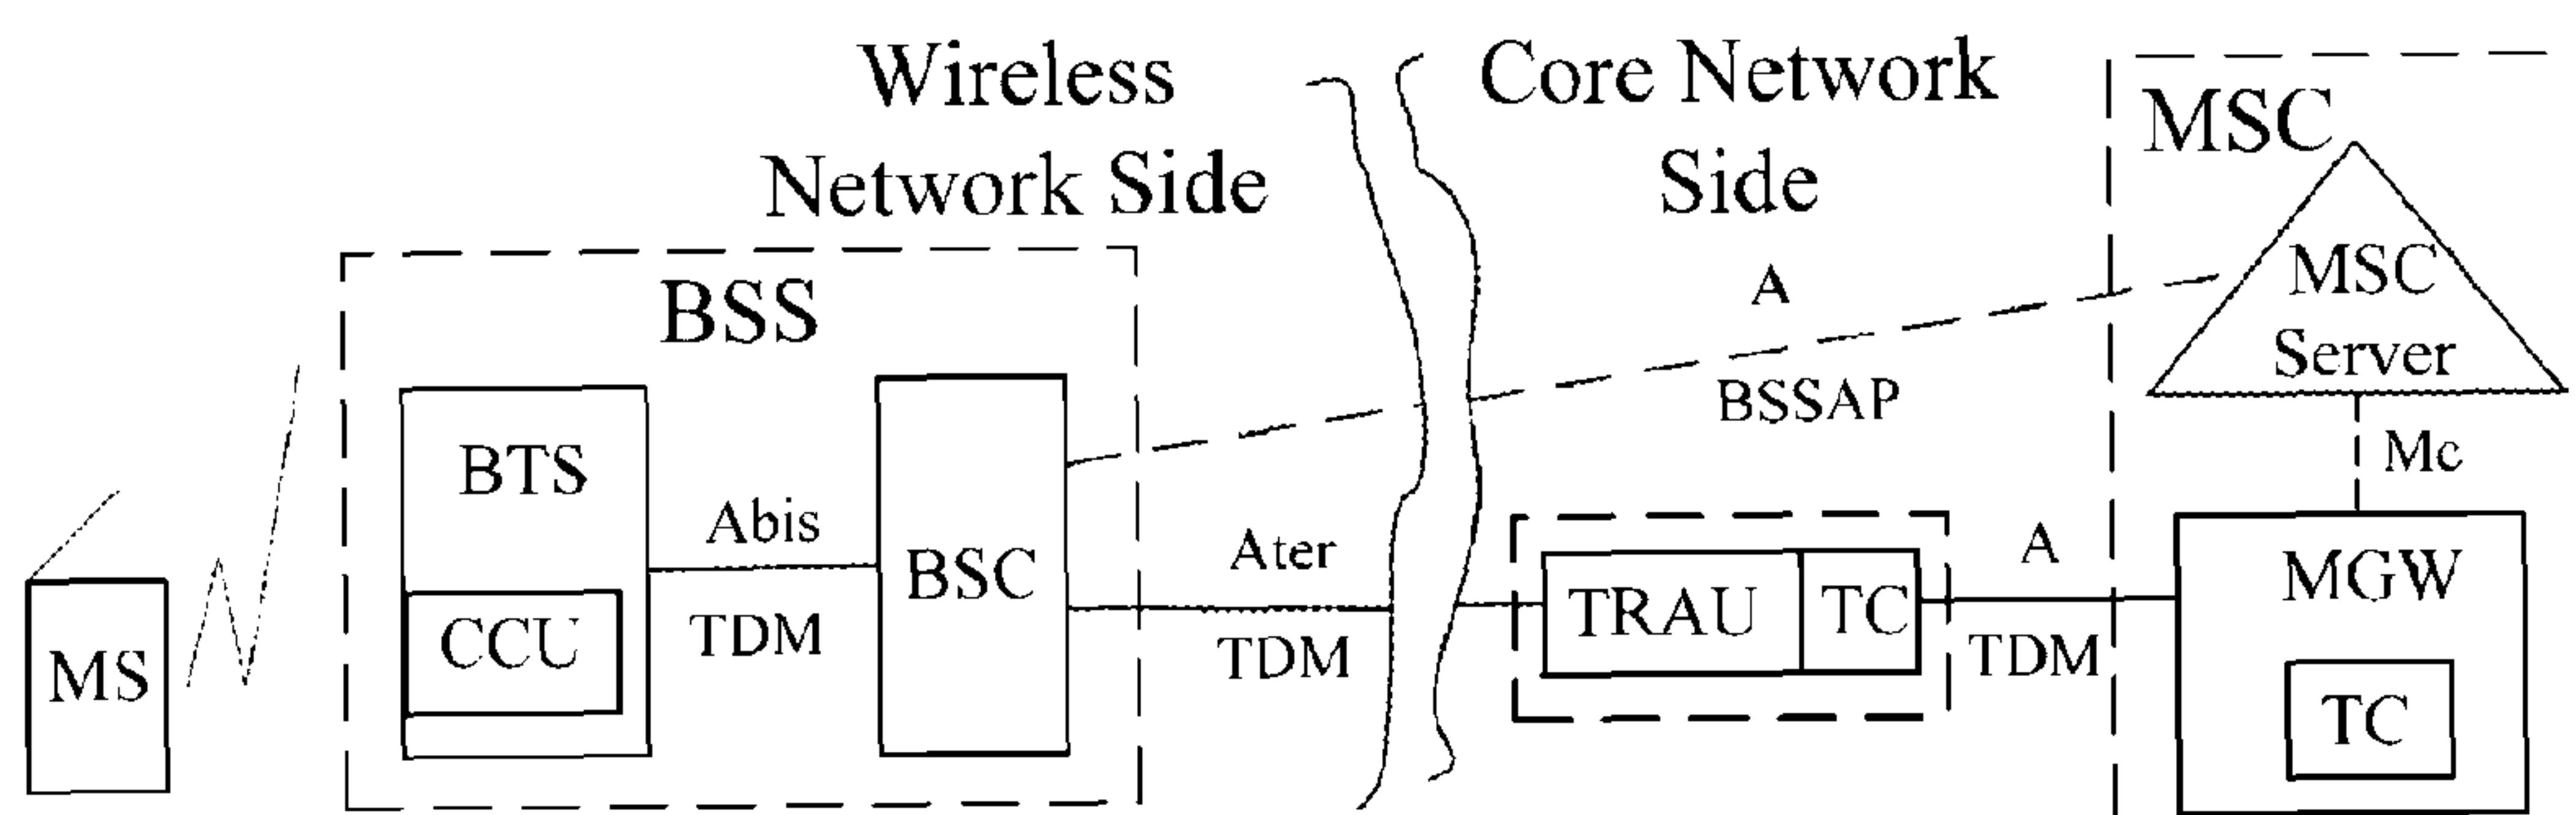 Wireless
Network Side
Core Network
Side
MSC
MSC
Server
A
BSSAP
Mc
BSS
BTS
CCU
Abis
TDM
BSC
Ater
TDM
TRAU
TC
A
TDM
MGW
TC
MS